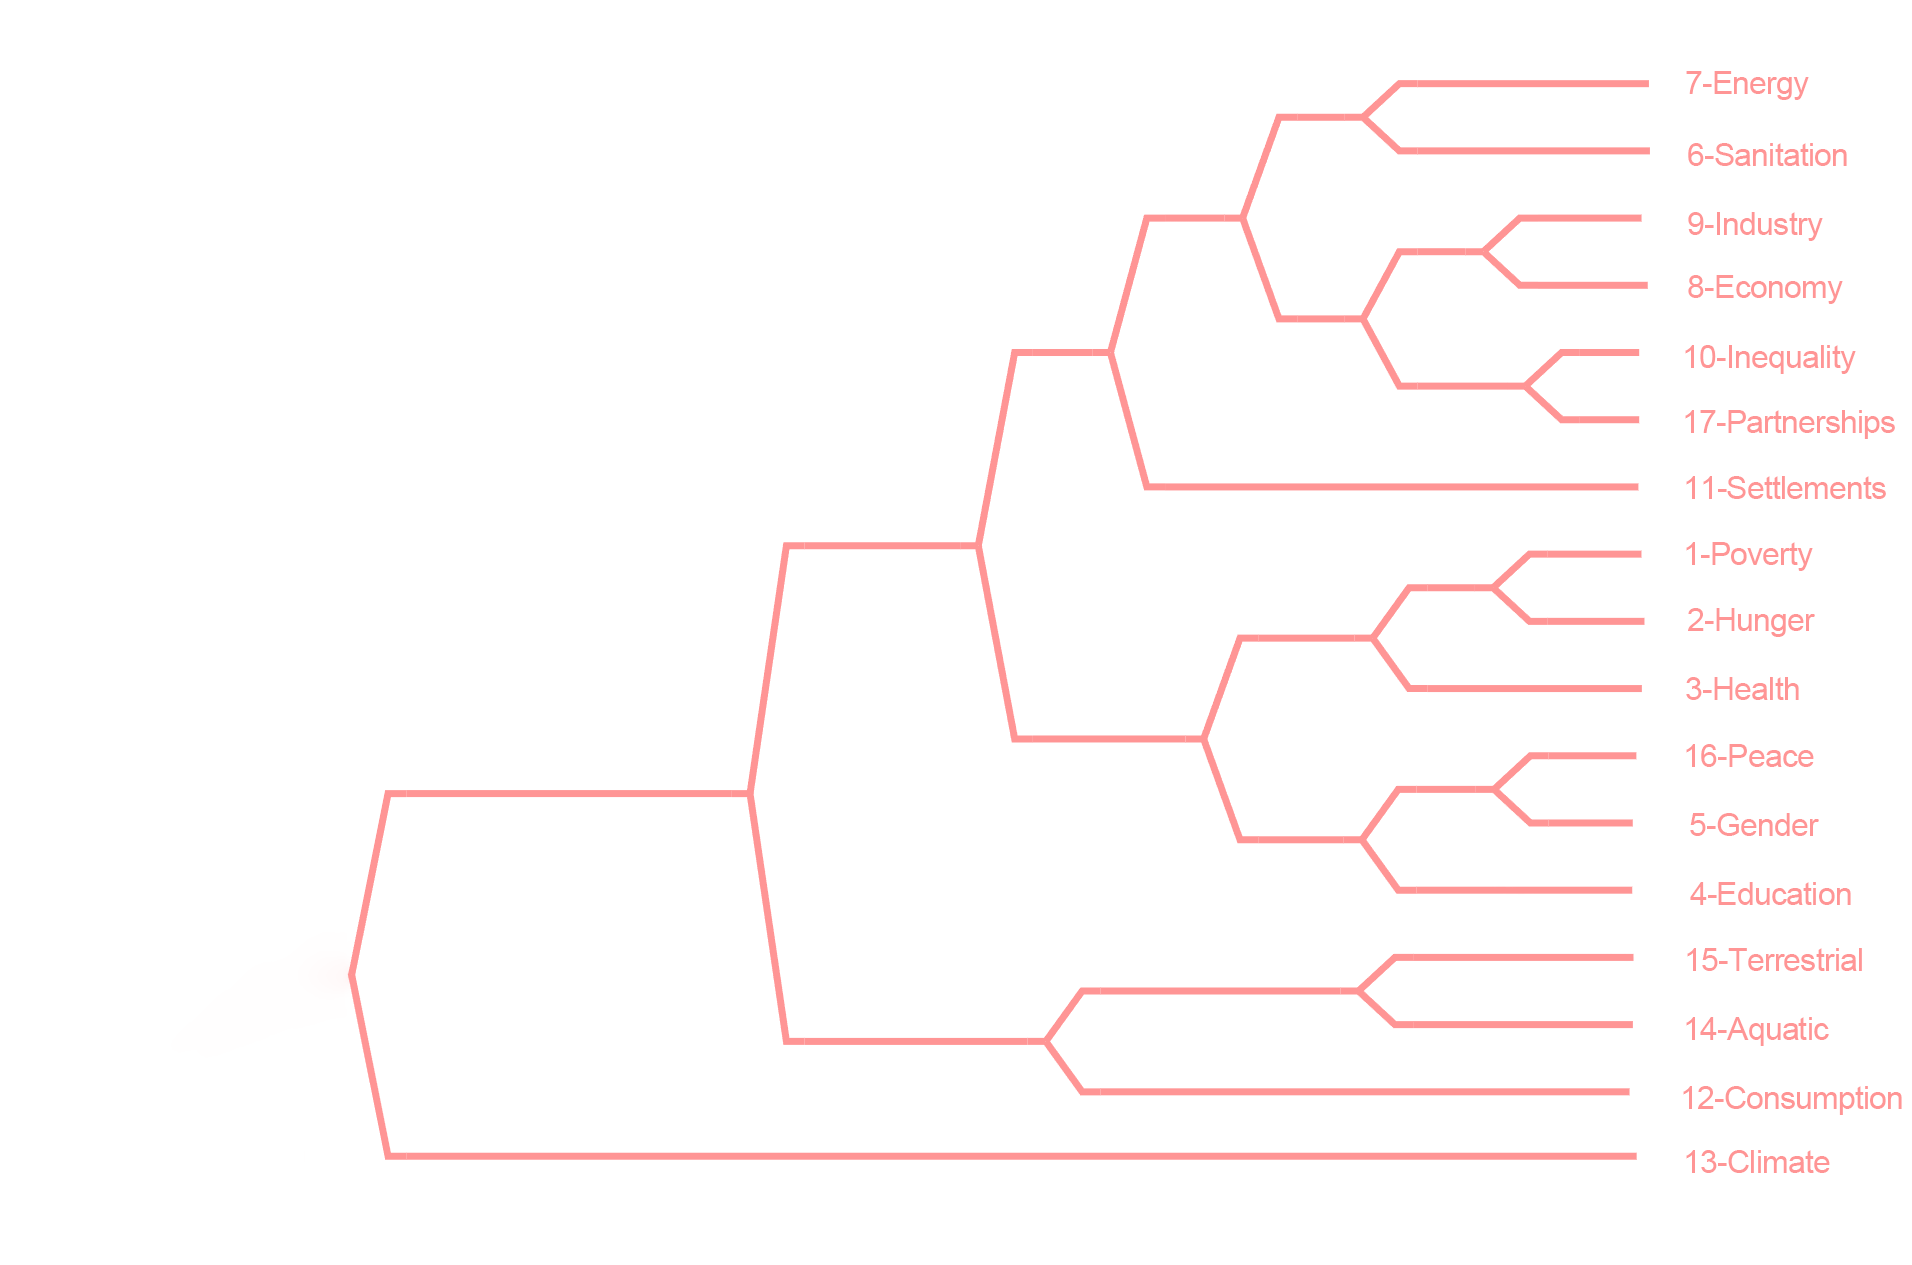 7-Energy
6-Sanitation
9-Industry
8-Economy
10-Inequality
17-Partnerships
11-Settlements
1-Poverty
2-Hunger
3-Health
16-Peace
5-Gender
4-Education
15-Terrestrial
14-Aquatic
12-Consumption
13-Climate